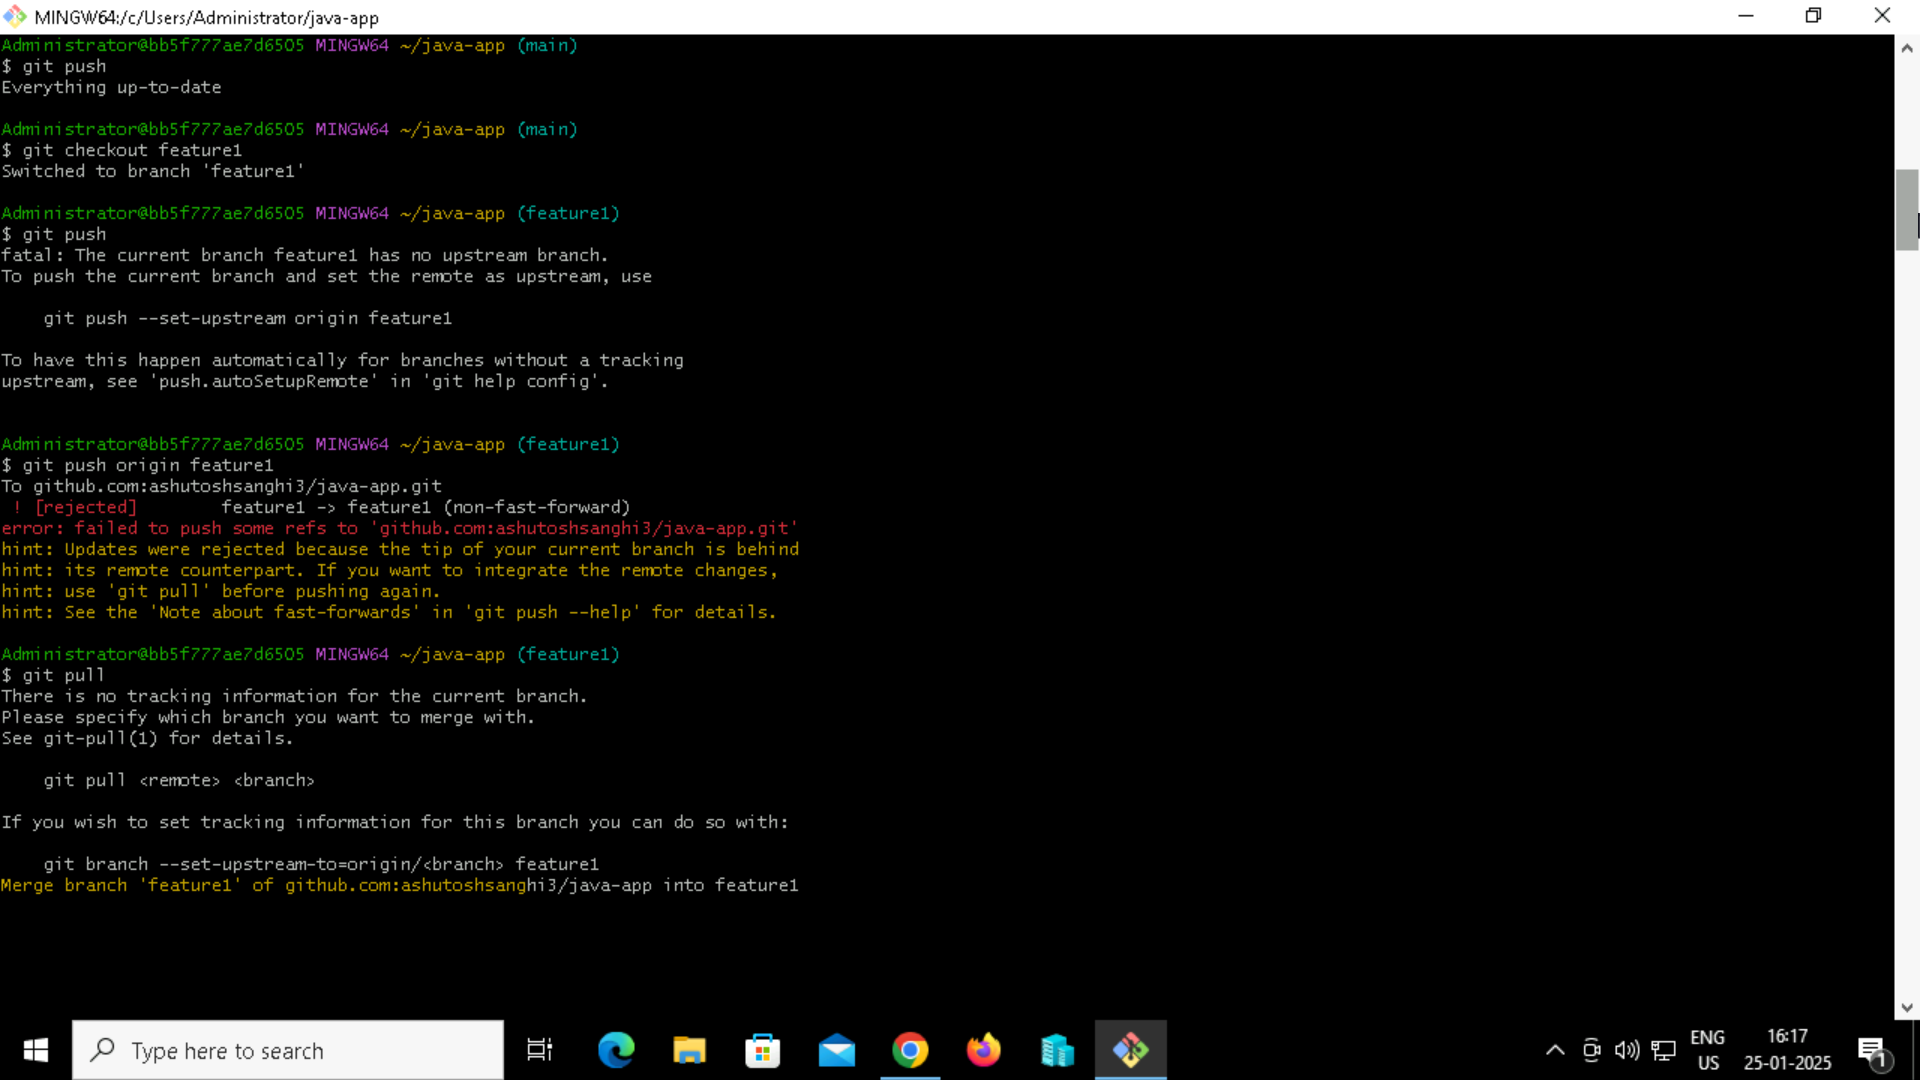 MINGW64:/c/Users/Administrator/java-app
Administrator@bb5f777ae7d6505 MINGW64 ~/java-app (main)
$ git push
Everything up-to-date
Administrator@bb5f777ae7d6505 MINGW64 ~/java-app (main)
$ git checkout feature1
Switched to branch 'feature1'
Administrator@bb5f777ae7d6505 MINGW64 ~/java-app (feature1)
$ git push
fatal: The current branch feature1 has no upstream branch.
To push the current branch and set the remote as upstream, use
git push --set-upstream origin feature1
To have this happen automatically for branches without a tracking
upstream, see 'push.autoSetupRemote' in 'git help config'.
Administrator@bb5f777ae7d6505 MINGW64 ~/java-app (feature1)
$ git push origin feature1
To github.com:ashutoshsanghi3/java-app.git
! [rejected] feature1 -> feature1 (non-fast-forward)
error: failed to push some refs to 'github.com:ashutoshsanghi3/java-app.git'
hint: Updates were rejected because the tip of your current branch is behind
hint: its remote counterpart. If you want to integrate the remote changes,
hint: use 'git pull' before pushing again.
hint: See the 'Note about fast-forwards' in 'git push --help' for details.
Administrator@bb5f777ae7d6505 MINGW64 ~/java-app (feature1)
$ git pull
There is no tracking information for the current branch.
Please specify which branch you want to merge with.
See git-pull(1) for details.
git pull <remote> <branch>
If you wish to set tracking information for this branch you can do so with:
git branch --set-upstream-to=origin/<branch> feature1
Merge branch 'feature1' of github.com:ashutoshsanghi3/java-app into feature1
Type here to search
ENG
US
16:17
25-01-2025
1